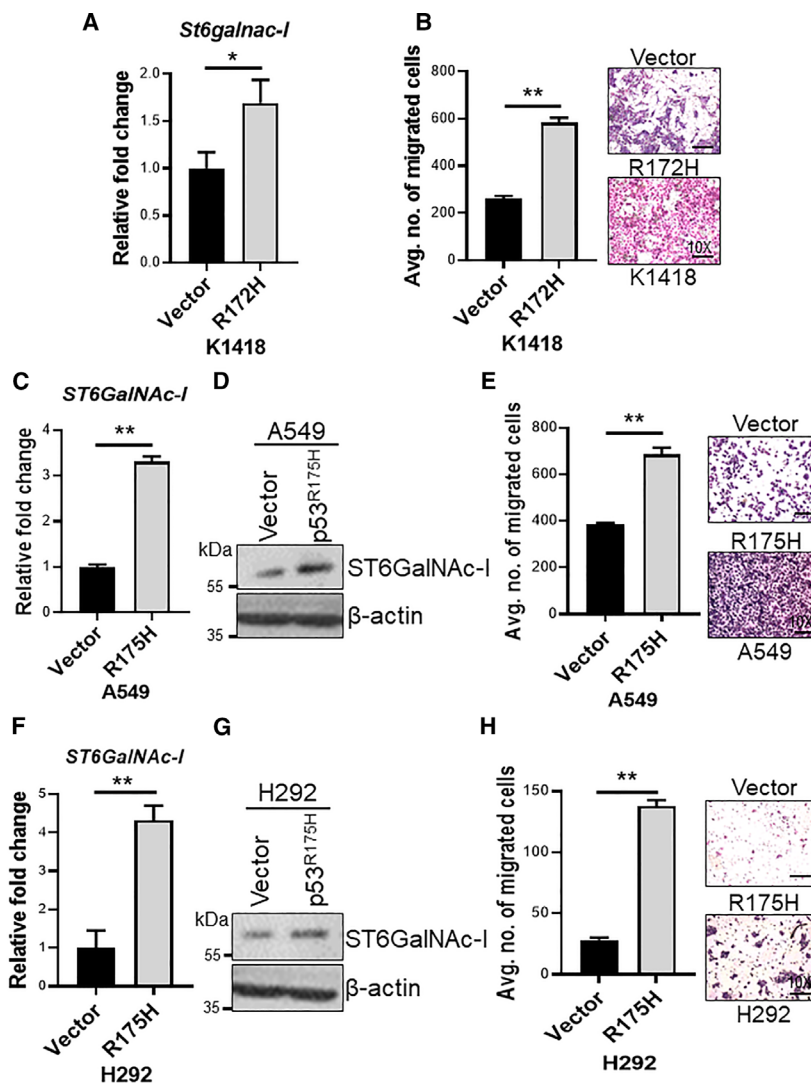 A
St6galnac-I
*
Relative fold change
2.0
1.5
1.0
0.5
0.0
Vector
R172H
K1418
B
**
Avg. no. of migrated cells
800
600
400
200
0
Vector
R172H
K1418
Vector
R172H
10X
K1418
C
ST6GalNAc-I
**
Relative fold change
4
3
2
1
0
Vector
R175H
A549
D
A549
Vector
p53R175H
kDa
ST6GalNAc-I
55
β-actin
35
E
**
Avg. no. of migrated cells
800
600
400
200
0
Vector
R175H
A549
Vector
R175H
10X
A549
F
ST6GalNAc-I
**
Relative fold change
5
4
2
1
0
Vector
R175H
H292
G
H292
Vector
p53R175H
kDa
ST6GalNAc-I
55
β-actin
35
H
**
Avg. no. of migrated cells
150
100
50
0
Vector
R175H
H292
Vector
R175H
10X
H292